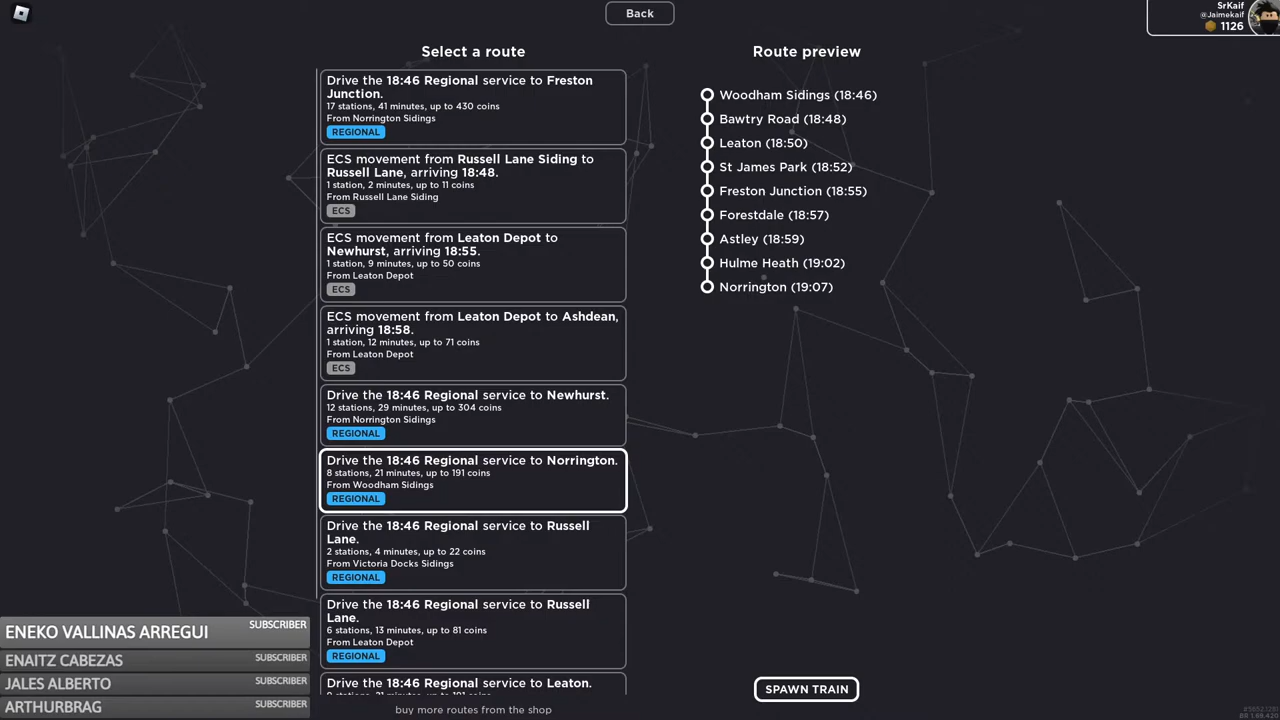 Back
SrKaif
@Jaimekaif
1126
Select a route
Drive the 18:46 Regional service to Freston
Junction.
17 stations, 41 minutes, up to 430 coins
From Norrington Sidings
REGIONAL
ECS movement from Russell Lane Siding to
Russell Lane, arriving 18:48.
1 station, 2 minutes, up to 11 coins
From Russell Lane Siding
ECS
ECS movement from Leaton Depot to
Newhurst, arriving 18:55.
1 station, 9 minutes, up to 50 coins
From Leaton Depot
ECS
ECS movement from Leaton Depot to Ashdean,
arriving 18:58.
1 station, 12 minutes, up to 71 coins
From Leaton Depot
ECS
Drive the 18:46 Regional service to Newhurst.
12 stations, 29 minutes, up to 304 coins
From Norrington Sidings
REGIONAL
Drive the 18:46 Regional service to Norrington.
8 stations, 21 minutes, up to 191 coins
From Woodham Sidings
REGIONAL
Drive the 18:46 Regional service to Russell
Lane.
2 stations, 4 minutes, up to 22 coins
From Victoria Docks Sidings
REGIONAL
Drive the 18:46 Regional service to Russell
Lane.
6 stations, 13 minutes, up to 81 coins
From Leaton Depot
REGIONAL
Drive the 18:46 Regional service to Leaton.
buy more routes from the shop
Route preview
Woodham Sidings (18:46)
Bawtry Road (18:48)
Leaton (18:50)
St James Park (18:52)
Freston Junction (18:55)
Forestdale (18:57)
Astley (18:59)
Hulme Heath (19:02)
Norrington (19:07)
SPAWN TRAIN
ENEKO VALLINAS ARREGUI SUBSCRIBER
ENAITZ CABEZAS SUBSCRIBER
JALES ALBERTO SUBSCRIBER
ARTHURBRAG SUBSCRIBER